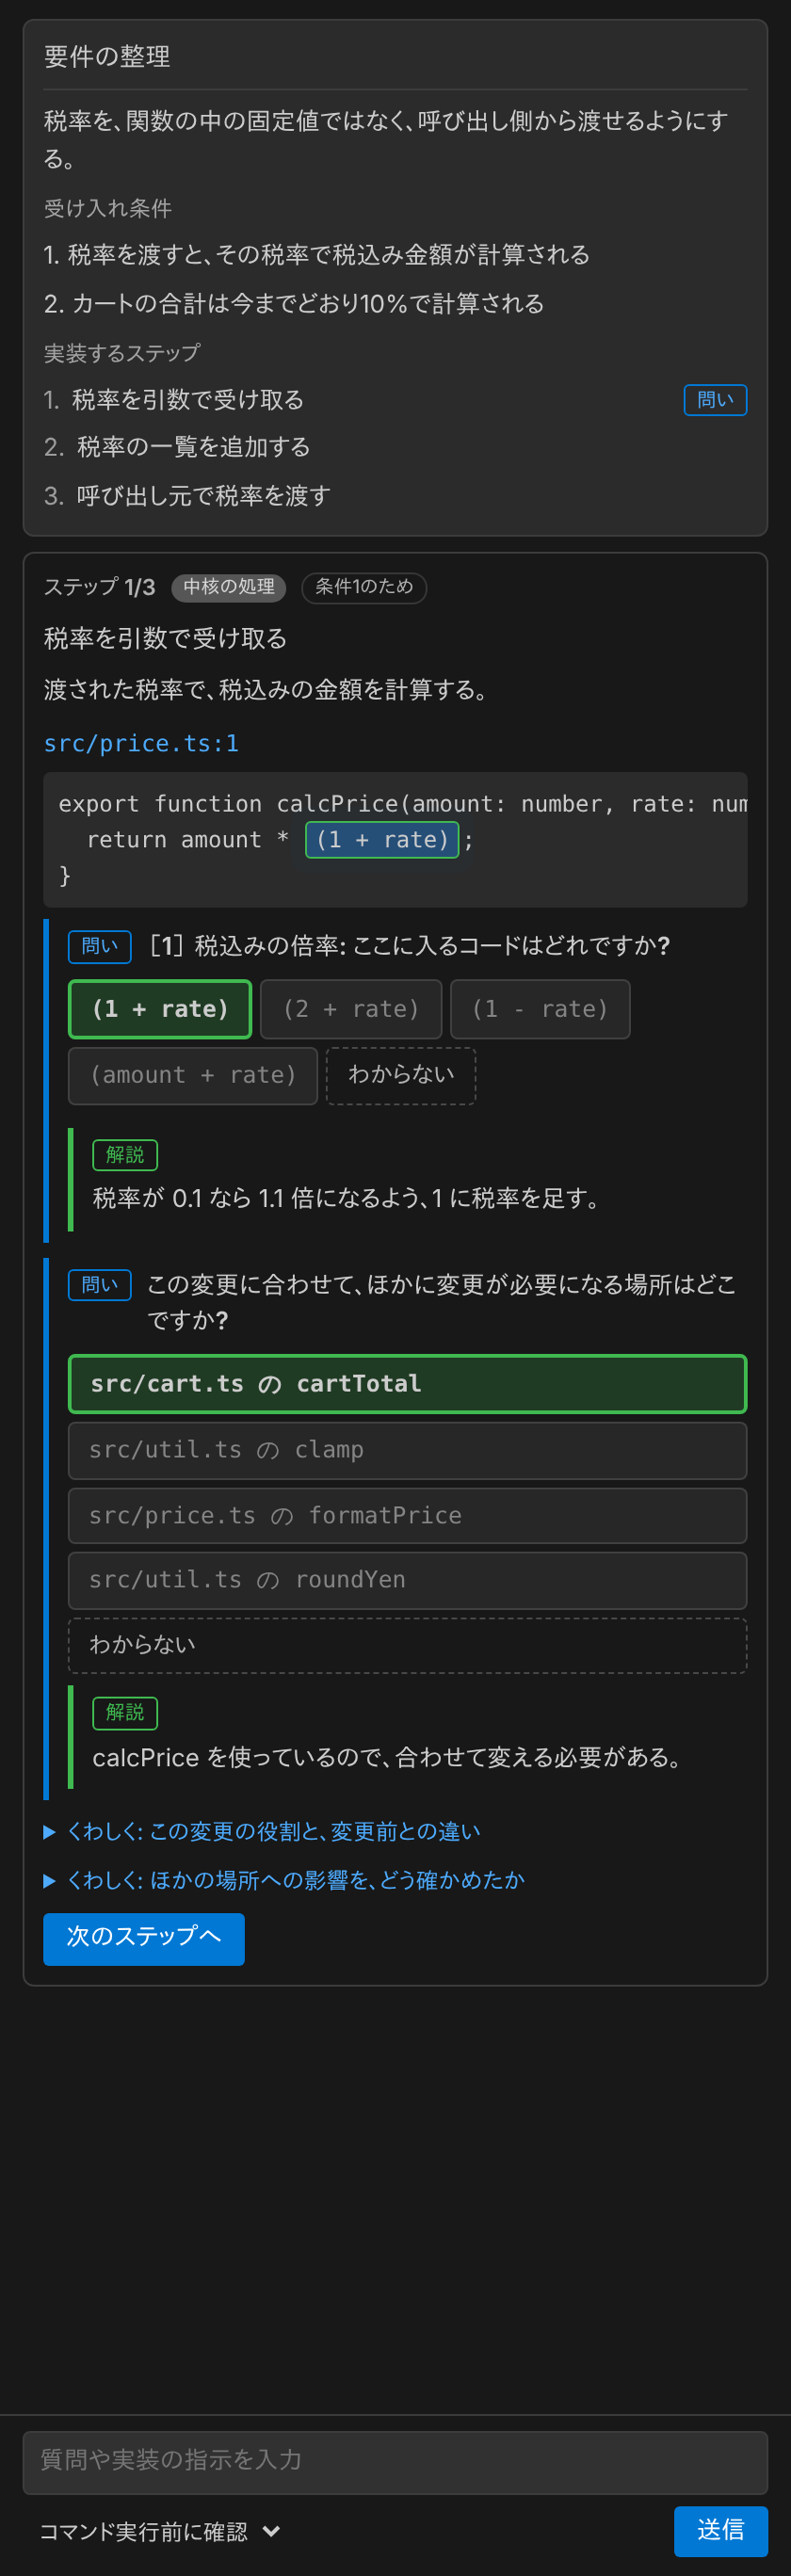 要件の整理
税率を、関数の中の固定値ではなく、呼び出し側から渡せるようにす
る。
受け入れ条件
1. 税率を渡すと、その税率で税込み金額が計算される
2. カートの合計は今までどおり10%で計算される
実装するステップ
1. 税率を引数で受け取る 問い
2. 税率の一覧を追加する
3. 呼び出し元で税率を渡す
ステップ 1/3 中核の処理 条件1のため
税率を引数で受け取る
渡された税率で、税込みの金額を計算する。
src/price.ts:1
export function calcPrice(amount: number, rate: num
return amount * (1 + rate);
}
問い [1] 税込みの倍率: ここに入るコードはどれですか?
(1 + rate) (2 + rate) (1 - rate)
(amount + rate) わからない
解説
税率が 0.1 なら 1.1 倍になるよう、1 に税率を足す。
問い この変更に合わせて、ほかに変更が必要になる場所はどこ
ですか?
src/cart.ts の cartTotal
src/util.ts の clamp
src/price.ts の formatPrice
src/util.ts の roundYen
わからない
解説
calcPrice を使っているので、合わせて変える必要がある。
▶ くわしく: この変更の役割と、変更前との違い
▶ くわしく: ほかの場所への影響を、どう確かめたか
次のステップへ
質問や実装の指示を入力
コマンド実行前に確認 送信